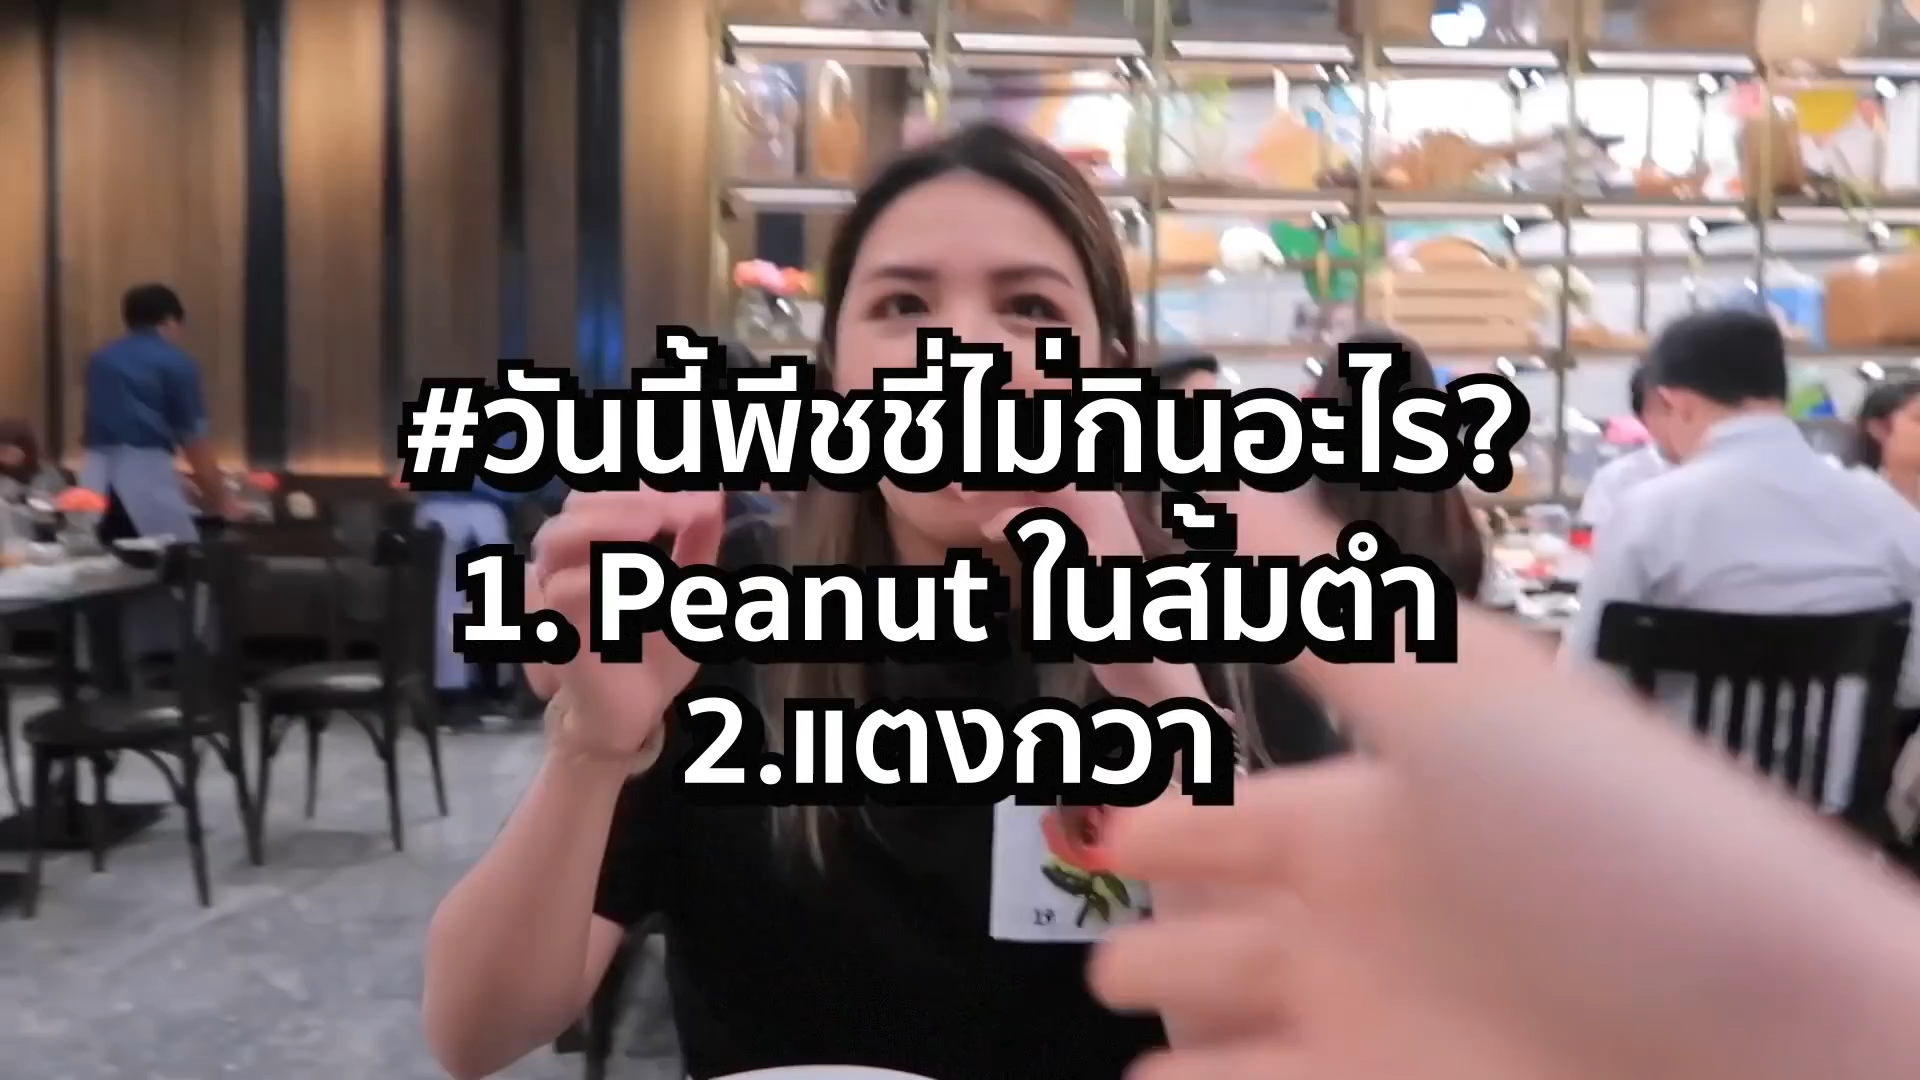 #วันนี้พีชชี่ไม่กินอะไร?
1. Peanut ในส้มตำ
2.แตงกวา